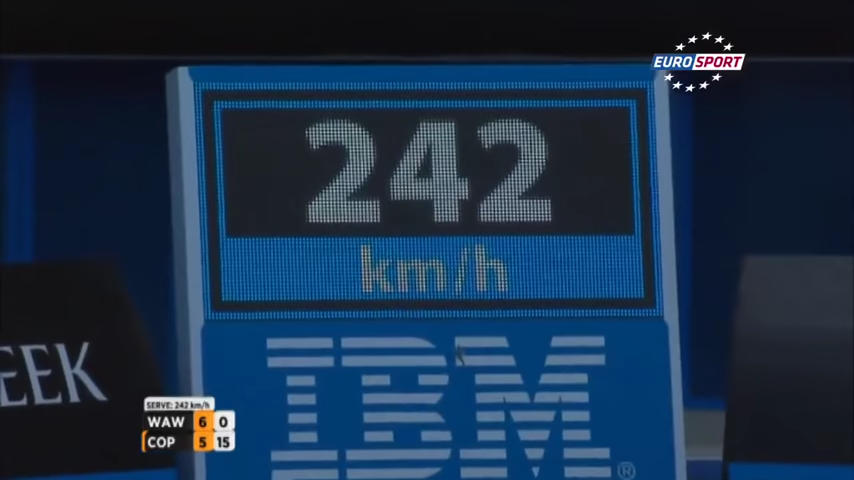 EUROSPORT
242
km/h
IBM®
EEK
SERVE: 242 km/h
WAW 6 0
COP 5 15